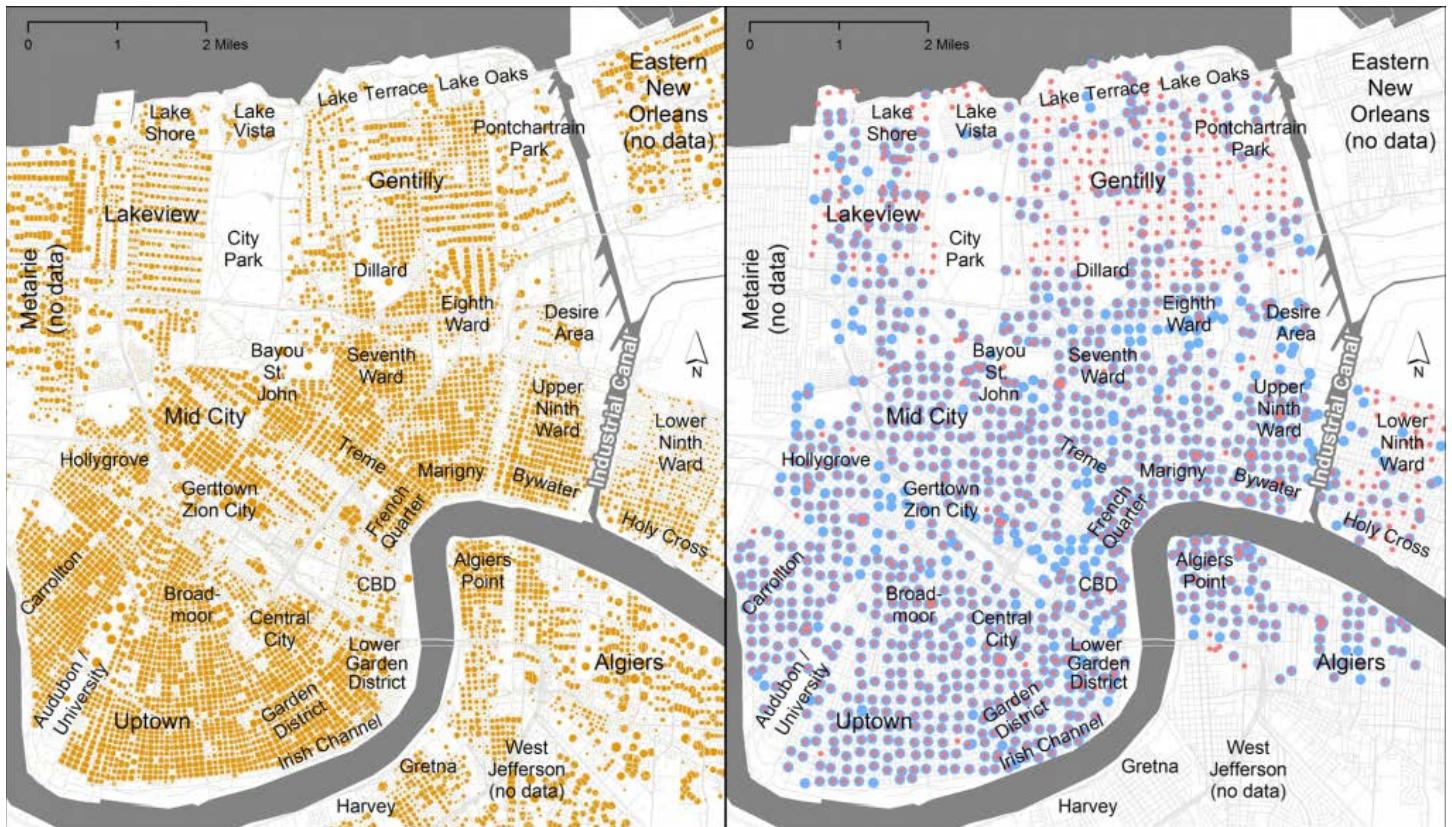 0 1 2 Miles
Eastern
New
Orleans
(no data)
Lake
Shore
Lake
Vista
Lake Terrace
Lake Oaks
Pontchartrain
Park
Gentilly
Lakeview
City
Park
Metairie
(no data)
Dillard
Eighth
Ward
Desire
Area
Bayou
St.
John
Seventh
Ward
Industrial Canal
N
Upper
Ninth
Ward
Lower
Ninth
Ward
Mid City
Hollygrove
Treme
Marigny
Bywater
Gerttown
Zion City
French
Quarter
Holy Cross
Carrollton
Algiers
Point
CBD
Broad-
moor
Central
City
Lower
Garden
District
Algiers
Audubon /
University
Uptown
Garden
District
Irish Channel
Gretna
West
Jefferson
(no data)
Harvey
0 1 2 Miles
Eastern
New
Orleans
(no data)
Lake
Shore
Lake
Vista
Lake Terrace
Lake Oaks
Pontchartrain
Park
Gentilly
Lakeview
City
Park
Metairie
(no data)
Dillard
Eighth
Ward
Desire
Area
Bayou
St.
John
Seventh
Ward
Industrial Canal
N
Upper
Ninth
Ward
Lower
Ninth
Ward
Mid City
Hollygrove
Treme
Marigny
Bywater
Gerttown
Zion City
French
Quarter
Holy Cross
Carrollton
Algiers
Point
CBD
Broad-
moor
Central
City
Lower
Garden
District
Algiers
Audubon /
University
Uptown
Garden
District
Irish Channel
Gretna
West
Jefferson
(no data)
Harvey